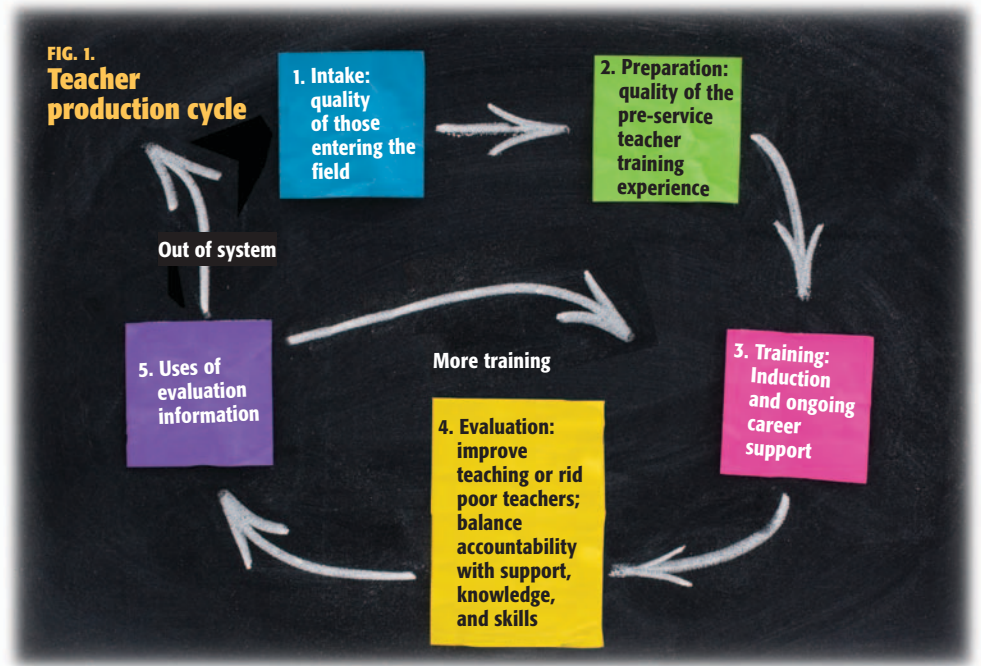 FIG. 1.
Teacher
production cycle
1. Intake:
quality
of those
entering the
field
2. Preparation:
quality of the
pre-service
teacher
training
experience
Out of system
More training
3. Training:
Induction
and ongoing
career
support
4. Evaluation:
improve
teaching or rid
poor teachers;
balance
accountability
with support,
knowledge,
and skills
5. Uses of
evaluation
information